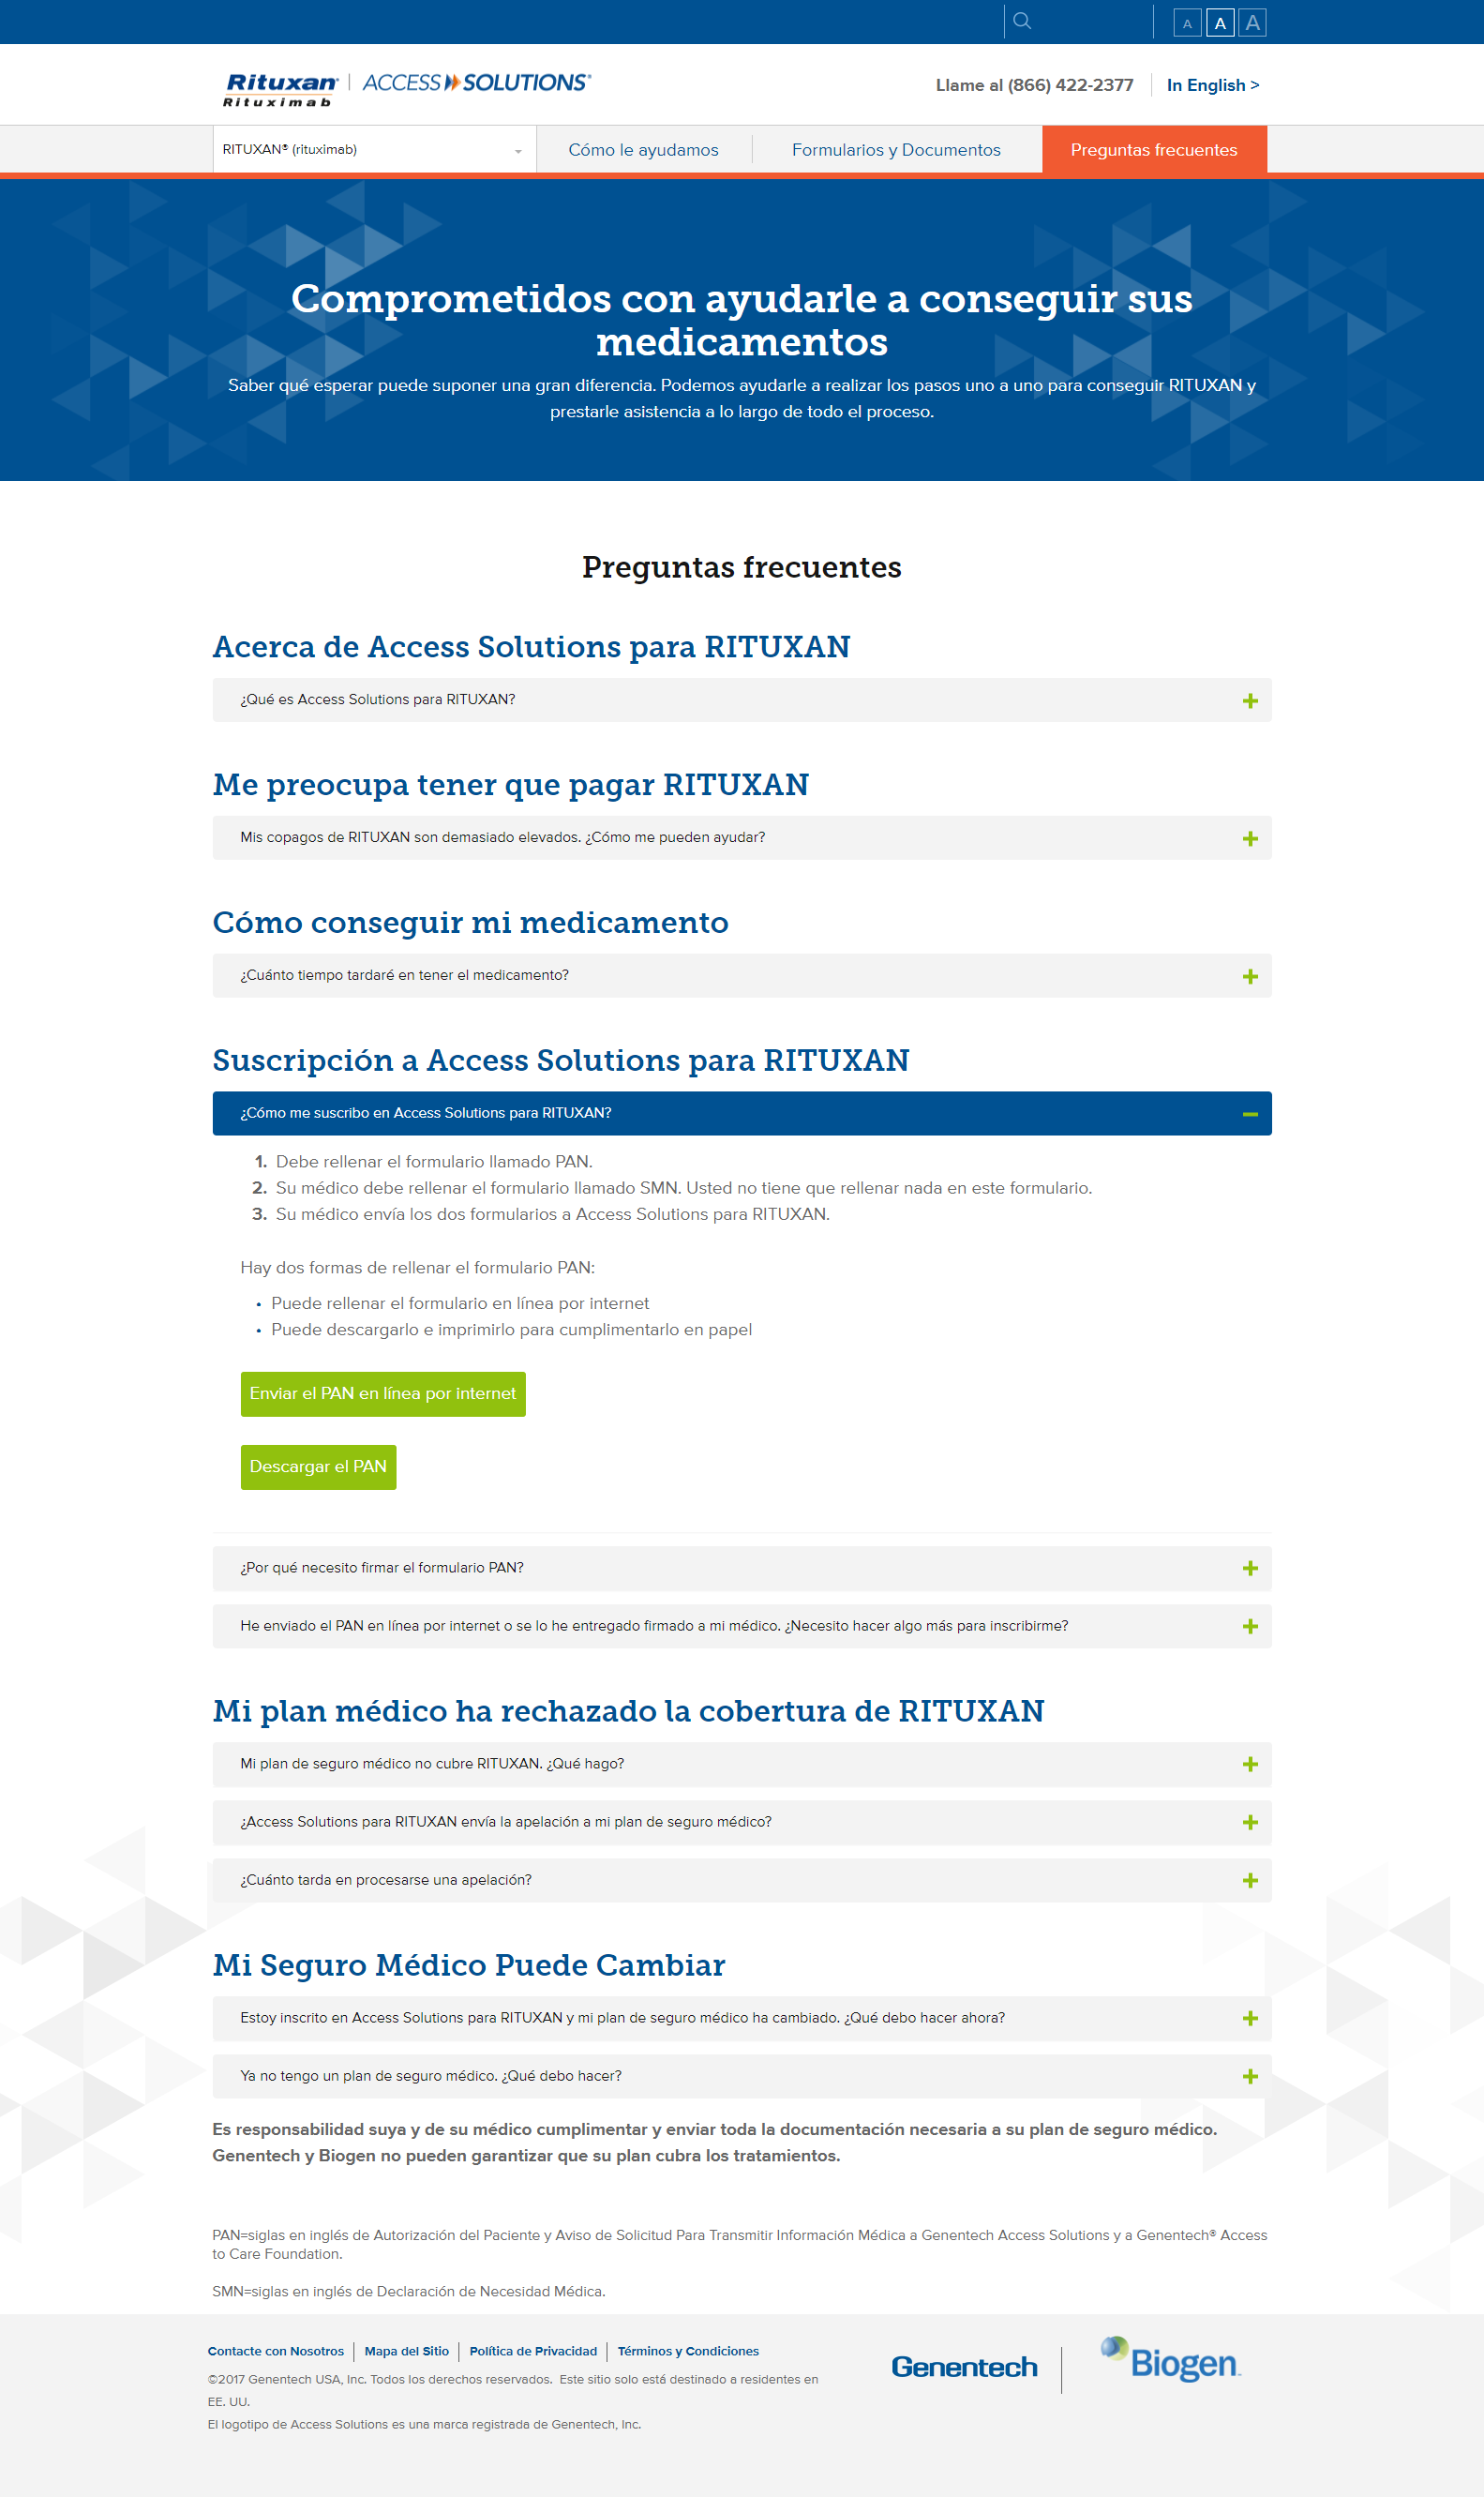 A A A
Rituxan® | ACCESS SOLUTIONS®
Rituximab
Llame al (866) 422-2377
In English >
RITUXAN® (rituximab)
Cómo le ayudamos
Formularios y Documentos
Preguntas frecuentes
Comprometidos con ayudarle a conseguir sus
medicamentos
Saber qué esperar puede suponer una gran diferencia. Podemos ayudarle a realizar los pasos uno a uno para conseguir RITUXAN y
prestarle asistencia a lo largo de todo el proceso.
Preguntas frecuentes
Acerca de Access Solutions para RITUXAN
¿Qué es Access Solutions para RITUXAN?
Me preocupa tener que pagar RITUXAN
Mis copagos de RITUXAN son demasiado elevados. ¿Cómo me pueden ayudar?
Cómo conseguir mi medicamento
¿Cuánto tiempo tardaré en tener el medicamento?
Suscripción a Access Solutions para RITUXAN
¿Cómo me suscribo en Access Solutions para RITUXAN?
1. Debe rellenar el formulario llamado PAN.
2. Su médico debe rellenar el formulario llamado SMN. Usted no tiene que rellenar nada en este formulario.
3. Su médico envía los dos formularios a Access Solutions para RITUXAN.
Hay dos formas de rellenar el formulario PAN:
• Puede rellenar el formulario en línea por internet
• Puede descargarlo e imprimirlo para cumplimentarlo en papel
Enviar el PAN en línea por internet
Descargar el PAN
¿Por qué necesito firmar el formulario PAN?
He enviado el PAN en línea por internet o se lo he entregado firmado a mi médico. ¿Necesito hacer algo más para inscribirme?
Mi plan médico ha rechazado la cobertura de RITUXAN
Mi plan de seguro médico no cubre RITUXAN. ¿Qué hago?
¿Access Solutions para RITUXAN envía la apelación a mi plan de seguro médico?
¿Cuánto tarda en procesarse una apelación?
Mi Seguro Médico Puede Cambiar
Estoy inscrito en Access Solutions para RITUXAN y mi plan de seguro médico ha cambiado. ¿Qué debo hacer ahora?
Ya no tengo un plan de seguro médico. ¿Qué debo hacer?
Es responsabilidad suya y de su médico cumplimentar y enviar toda la documentación necesaria a su plan de seguro médico.
Genentech y Biogen no pueden garantizar que su plan cubra los tratamientos.
PAN=siglas en inglés de Autorización del Paciente y Aviso de Solicitud Para Transmitir Información Médica a Genentech Access Solutions y a Genentech® Access
to Care Foundation.
SMN=siglas en inglés de Declaración de Necesidad Médica.
Contacte con Nosotros | Mapa del Sitio | Política de Privacidad | Términos y Condiciones
©2017 Genentech USA, Inc. Todos los derechos reservados. Este sitio solo está destinado a residentes en
EE. UU.
El logotipo de Access Solutions es una marca registrada de Genentech, Inc.
Genentech
Biogen